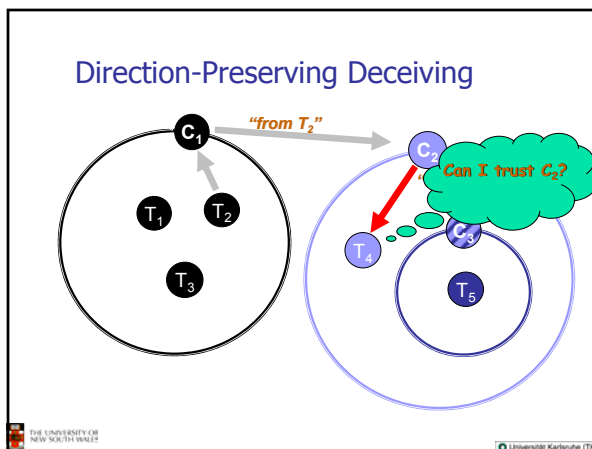 Direction-Preserving Deceiving
C1
"from T2"
C2
Can I trust C2?
T1
T2
C3
T4
T3
T5
THE UNIVERSITY OF
NEW SOUTH WALES
Universität Karlsruhe (TH